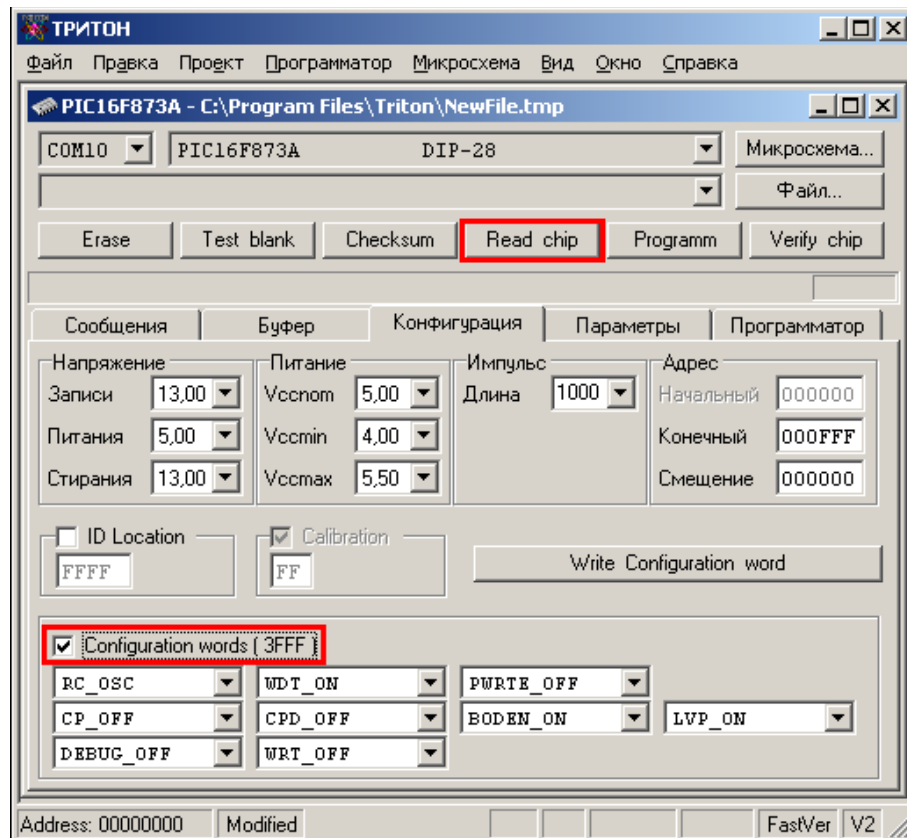 ТРИТОН
Файл Правка Проект Программатор Микросхема Вид Окно Справка
PIC16F873A - C:\Program Files\Triton\NewFile.tmp
COM10 PIC16F873A DIP-28 Микросхема...
Файл...
Erase Test blank Checksum Read chip Programm Verify chip
Сообщения Буфер Конфигурация Параметры Программатор
Напряжение Питание Импульс Адрес
Записи 13,00 Vccnom 5,00 Длина 1000 Начальный 000000
Питания 5,00 Vccmin 4,00 Конечный 000FFF
Стирания 13,00 Vccmax 5,50 Смещение 000000
ID Location Calibration
FFFF FF Write Configuration word
Configuration words ( 3FFF )
RC_OSC WDT_ON PWRTE_OFF
CP_OFF CPD_OFF BODEN_ON LVP_ON
DEBUG_OFF WRT_OFF
Address: 00000000 Modified FastVer V2